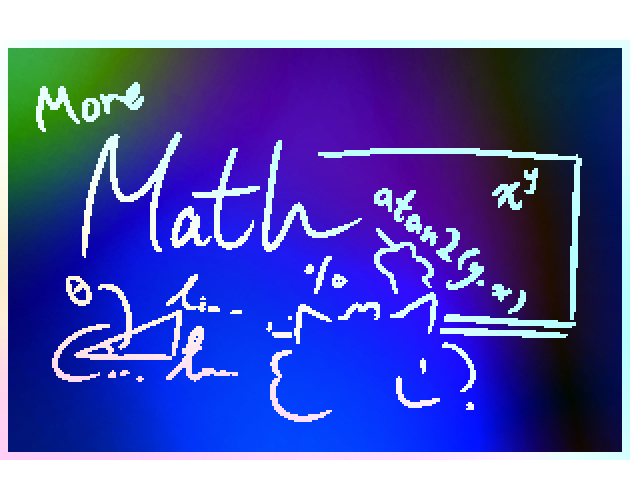 More
Math
x^y
atan2(y, x)
%
θ